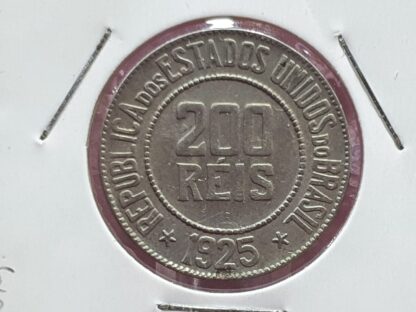 REPUBLICA DOS ESTADOS UNIDOS DO BRASIL
200
RÉIS
* 1925 *